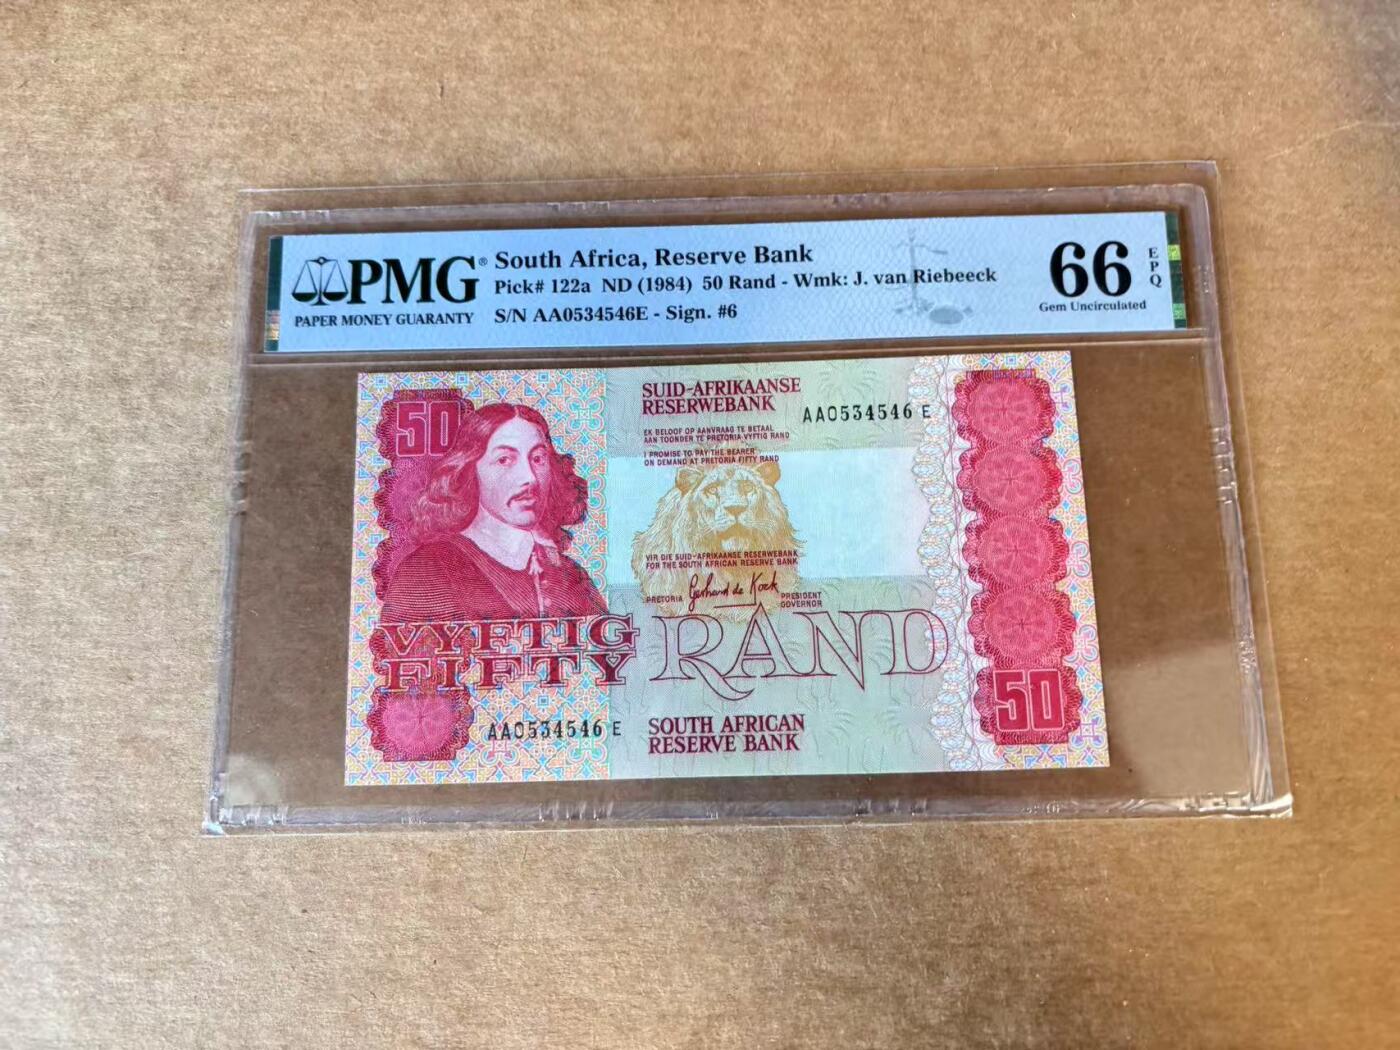 PMG®
PAPER MONEY GUARANTY
South Africa, Reserve Bank
Pick# 122a ND (1984) 50 Rand - Wmk: J. van Riebeeck
S/N AA0534546E - Sign. #6
66
EPQ
Gem Uncirculated
50
SUID-AFRIKAANSE
RESERWEBANK
AA0534546 E
EK BELOOF OP AANVRAAG TE BETAAL
AAN TOONDER TE PRETORIA VYFTIG RAND
I PROMISE TO PAY THE BEARER
ON DEMAND AT PRETORIA FIFTY RAND
VIR DIE SUID-AFRIKAANSE RESERWEBANK
FOR THE SOUTH AFRICAN RESERVE BANK
PRETORIA Gerhard de Kock PRESIDENT
GOVERNOR
VYFTIG
FIFTY
RAND
50
AA0534546 E
SOUTH AFRICAN
RESERVE BANK